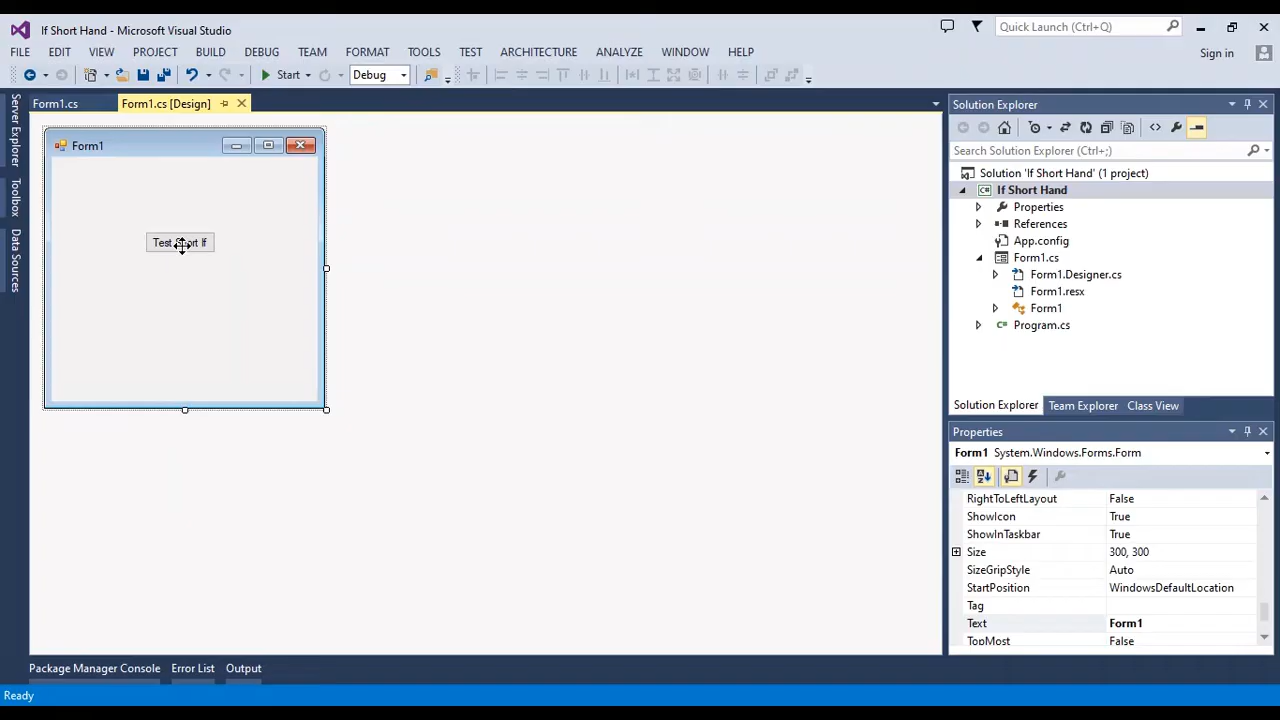 If Short Hand - Microsoft Visual Studio
Quick Launch (Ctrl+Q)
FILE EDIT VIEW PROJECT BUILD DEBUG TEAM FORMAT TOOLS TEST ARCHITECTURE ANALYZE WINDOW HELP
Sign in
Start
Debug
Server Explorer
Toolbox
Data Sources
Form1.cs
Form1.cs [Design]
Form1
Test Short If
Solution Explorer
Search Solution Explorer (Ctrl+;)
Solution 'If Short Hand' (1 project)
C# If Short Hand
Properties
References
App.config
Form1.cs
Form1.Designer.cs
Form1.resx
Form1
C# Program.cs
Solution Explorer Team Explorer Class View
Properties
Form1 System.Windows.Forms.Form
RightToLeftLayout False
ShowIcon True
ShowInTaskbar True
Size 300, 300
SizeGripStyle Auto
StartPosition WindowsDefaultLocation
Tag
Text Form1
TopMost False
Package Manager Console Error List Output
Ready